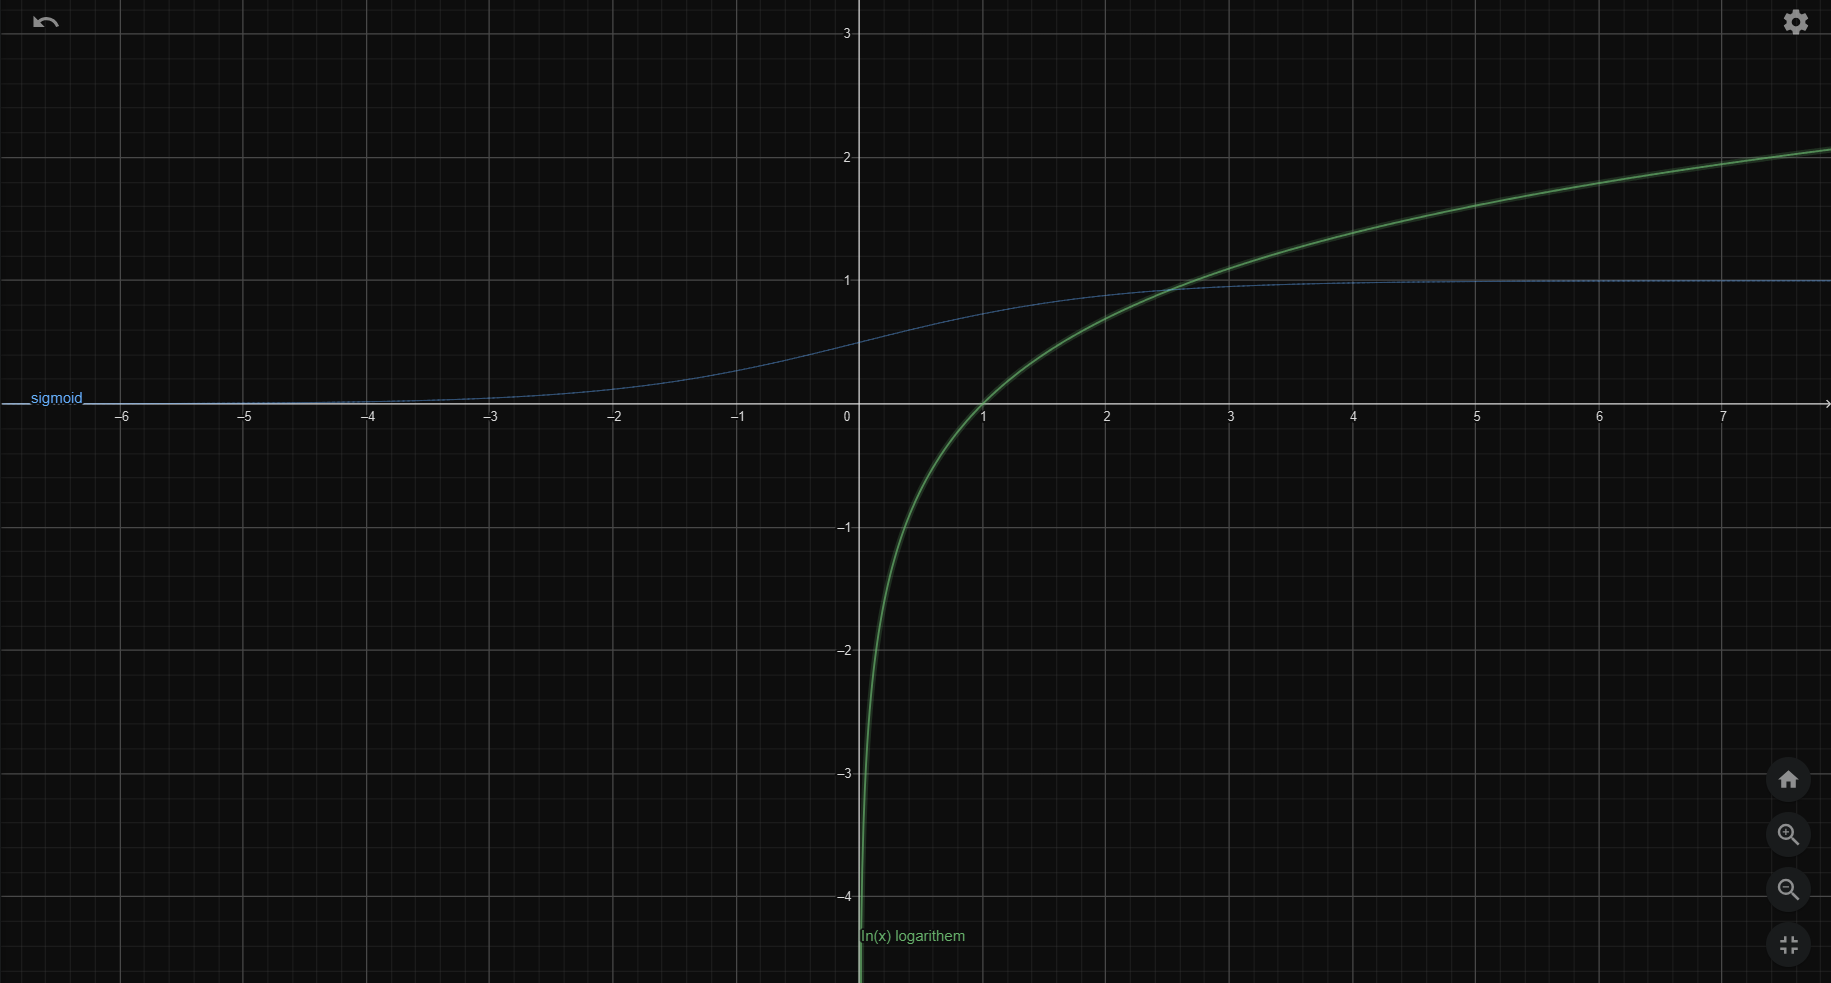 3
2
1
sigmoid
–6 –5 –4 –3 –2 –1 0 1 2 3 4 5 6 7
–1
–2
–3
–4
ln(x) logarithem